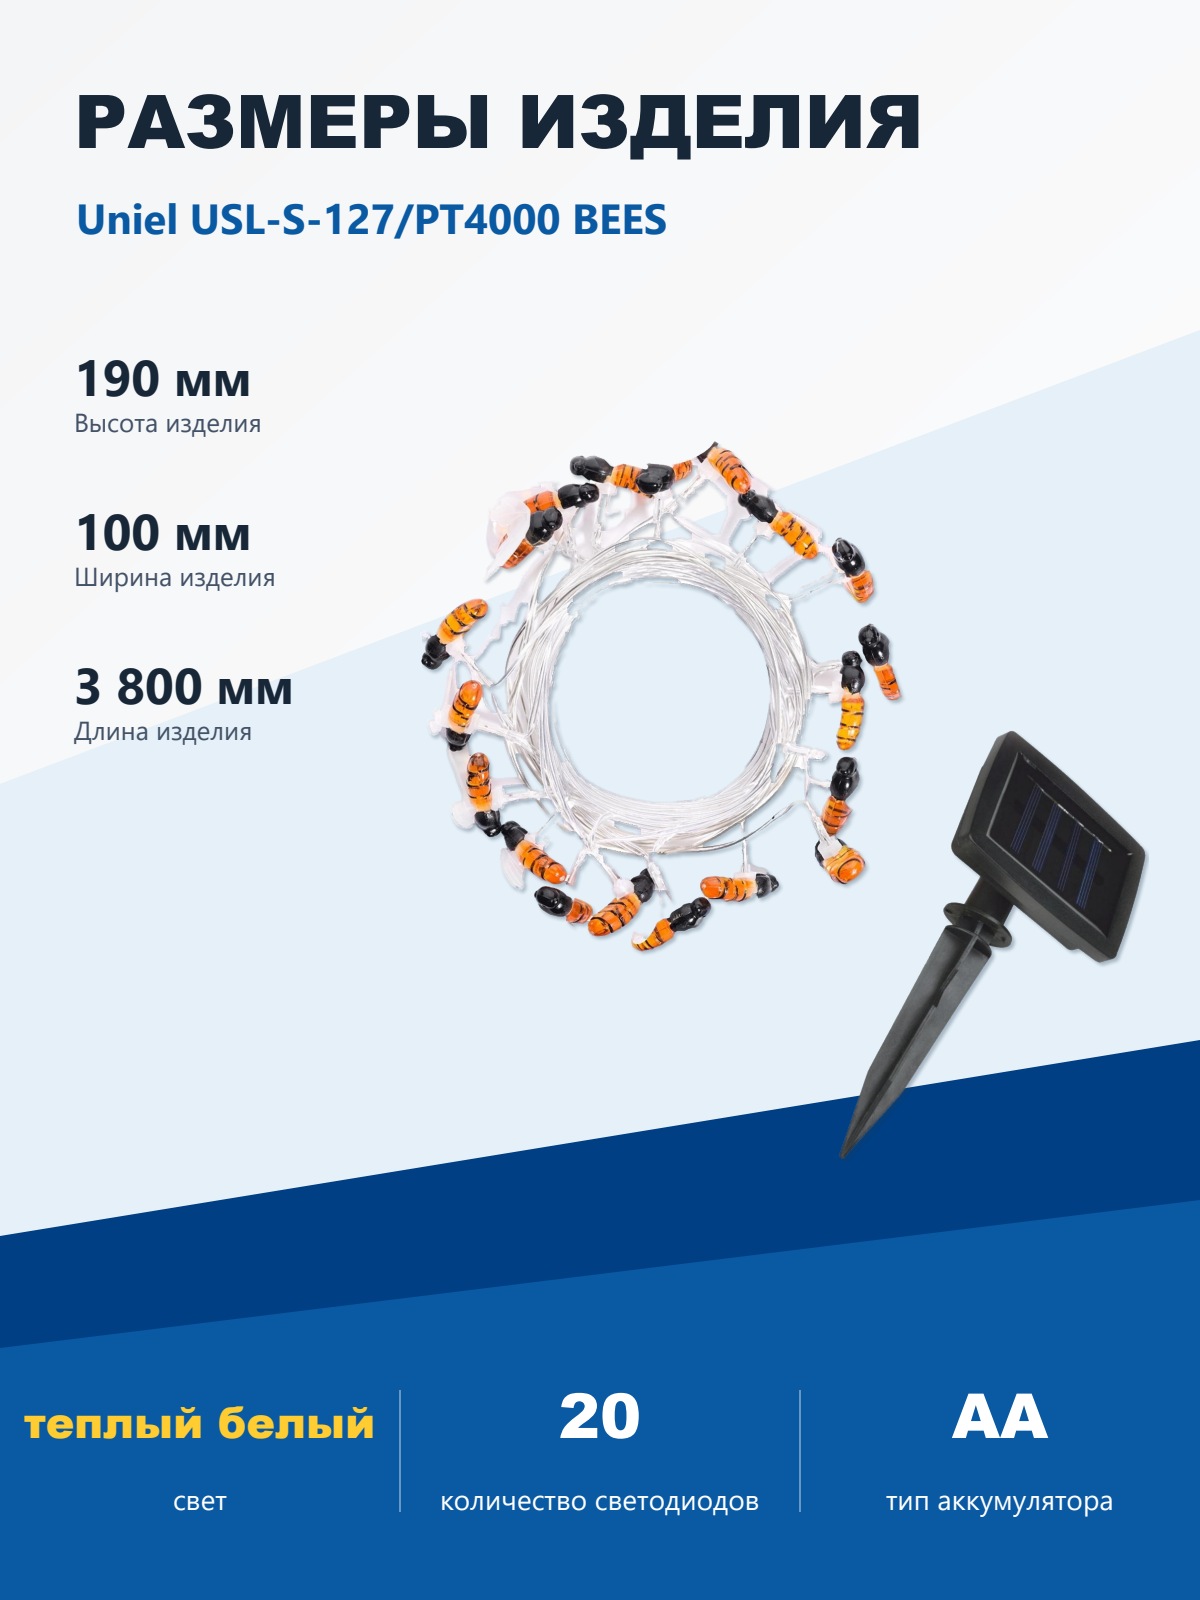 РАЗМЕРЫ ИЗДЕЛИЯ
Uniel USL-S-127/PT4000 BEES
190 мм
Высота изделия
100 мм
Ширина изделия
3 800 мм
Длина изделия
теплый белый
свет
20
количество светодиодов
АА
тип аккумулятора